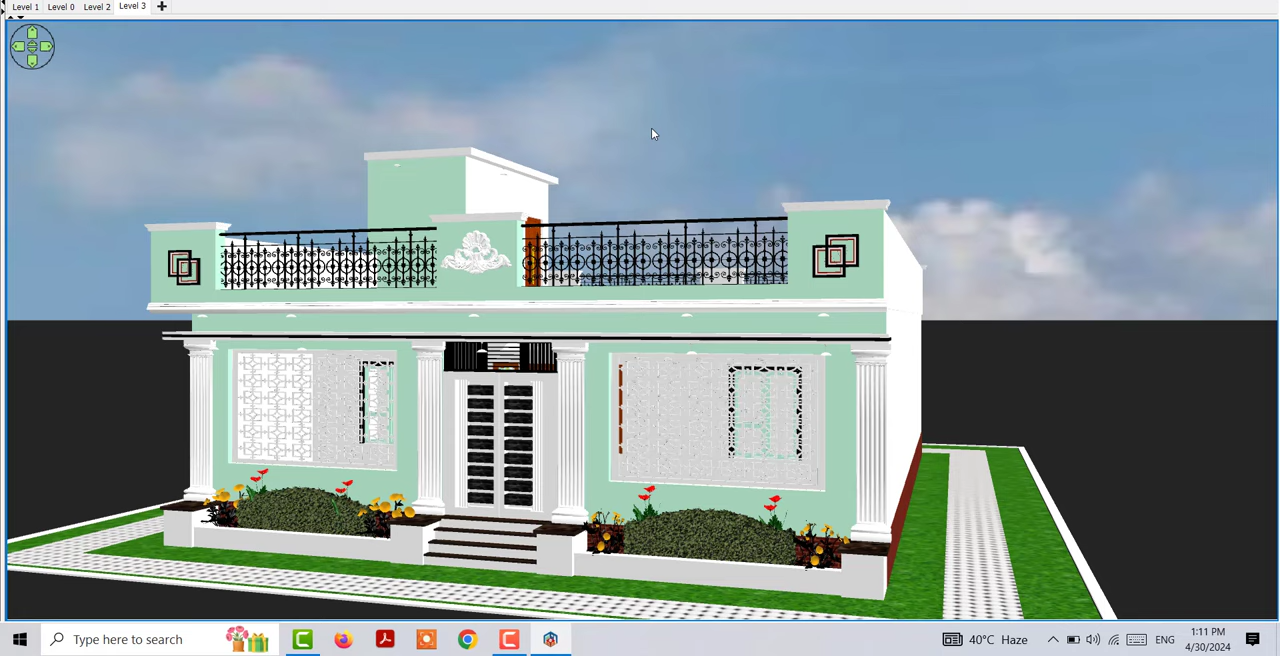 Level 1 Level 0 Level 2 Level 3
Type here to search
40°C Haze
ENG
1:11 PM
4/30/2024